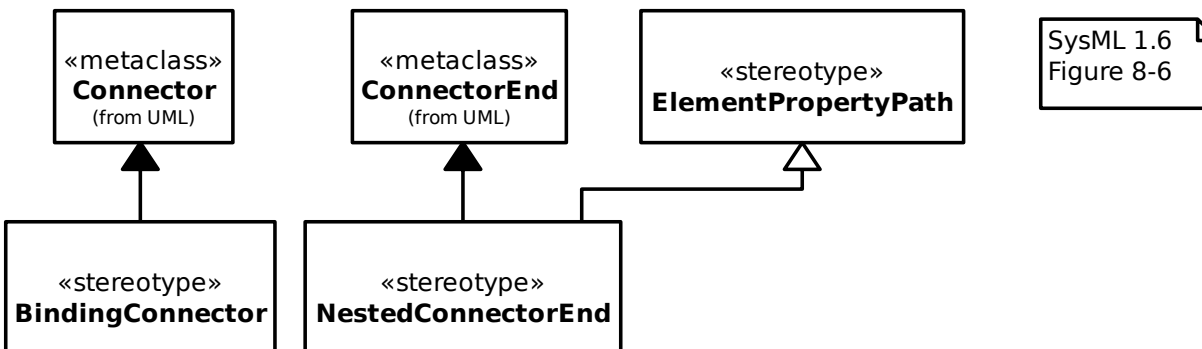 «metaclass»
Connector
(from UML)
«metaclass»
ConnectorEnd
(from UML)
«stereotype»
ElementPropertyPath
SysML 1.6
Figure 8-6
«stereotype»
BindingConnector
«stereotype»
NestedConnectorEnd